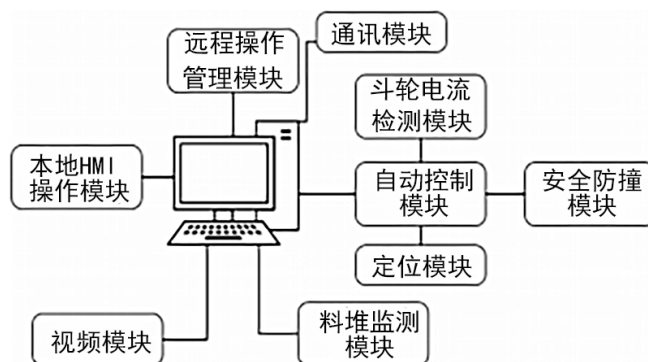 远程操作
管理模块
通讯模块
斗轮电流
检测模块
本地HMI
操作模块
自动控制
模块
安全防撞
模块
定位模块
视频模块
料堆监测
模块